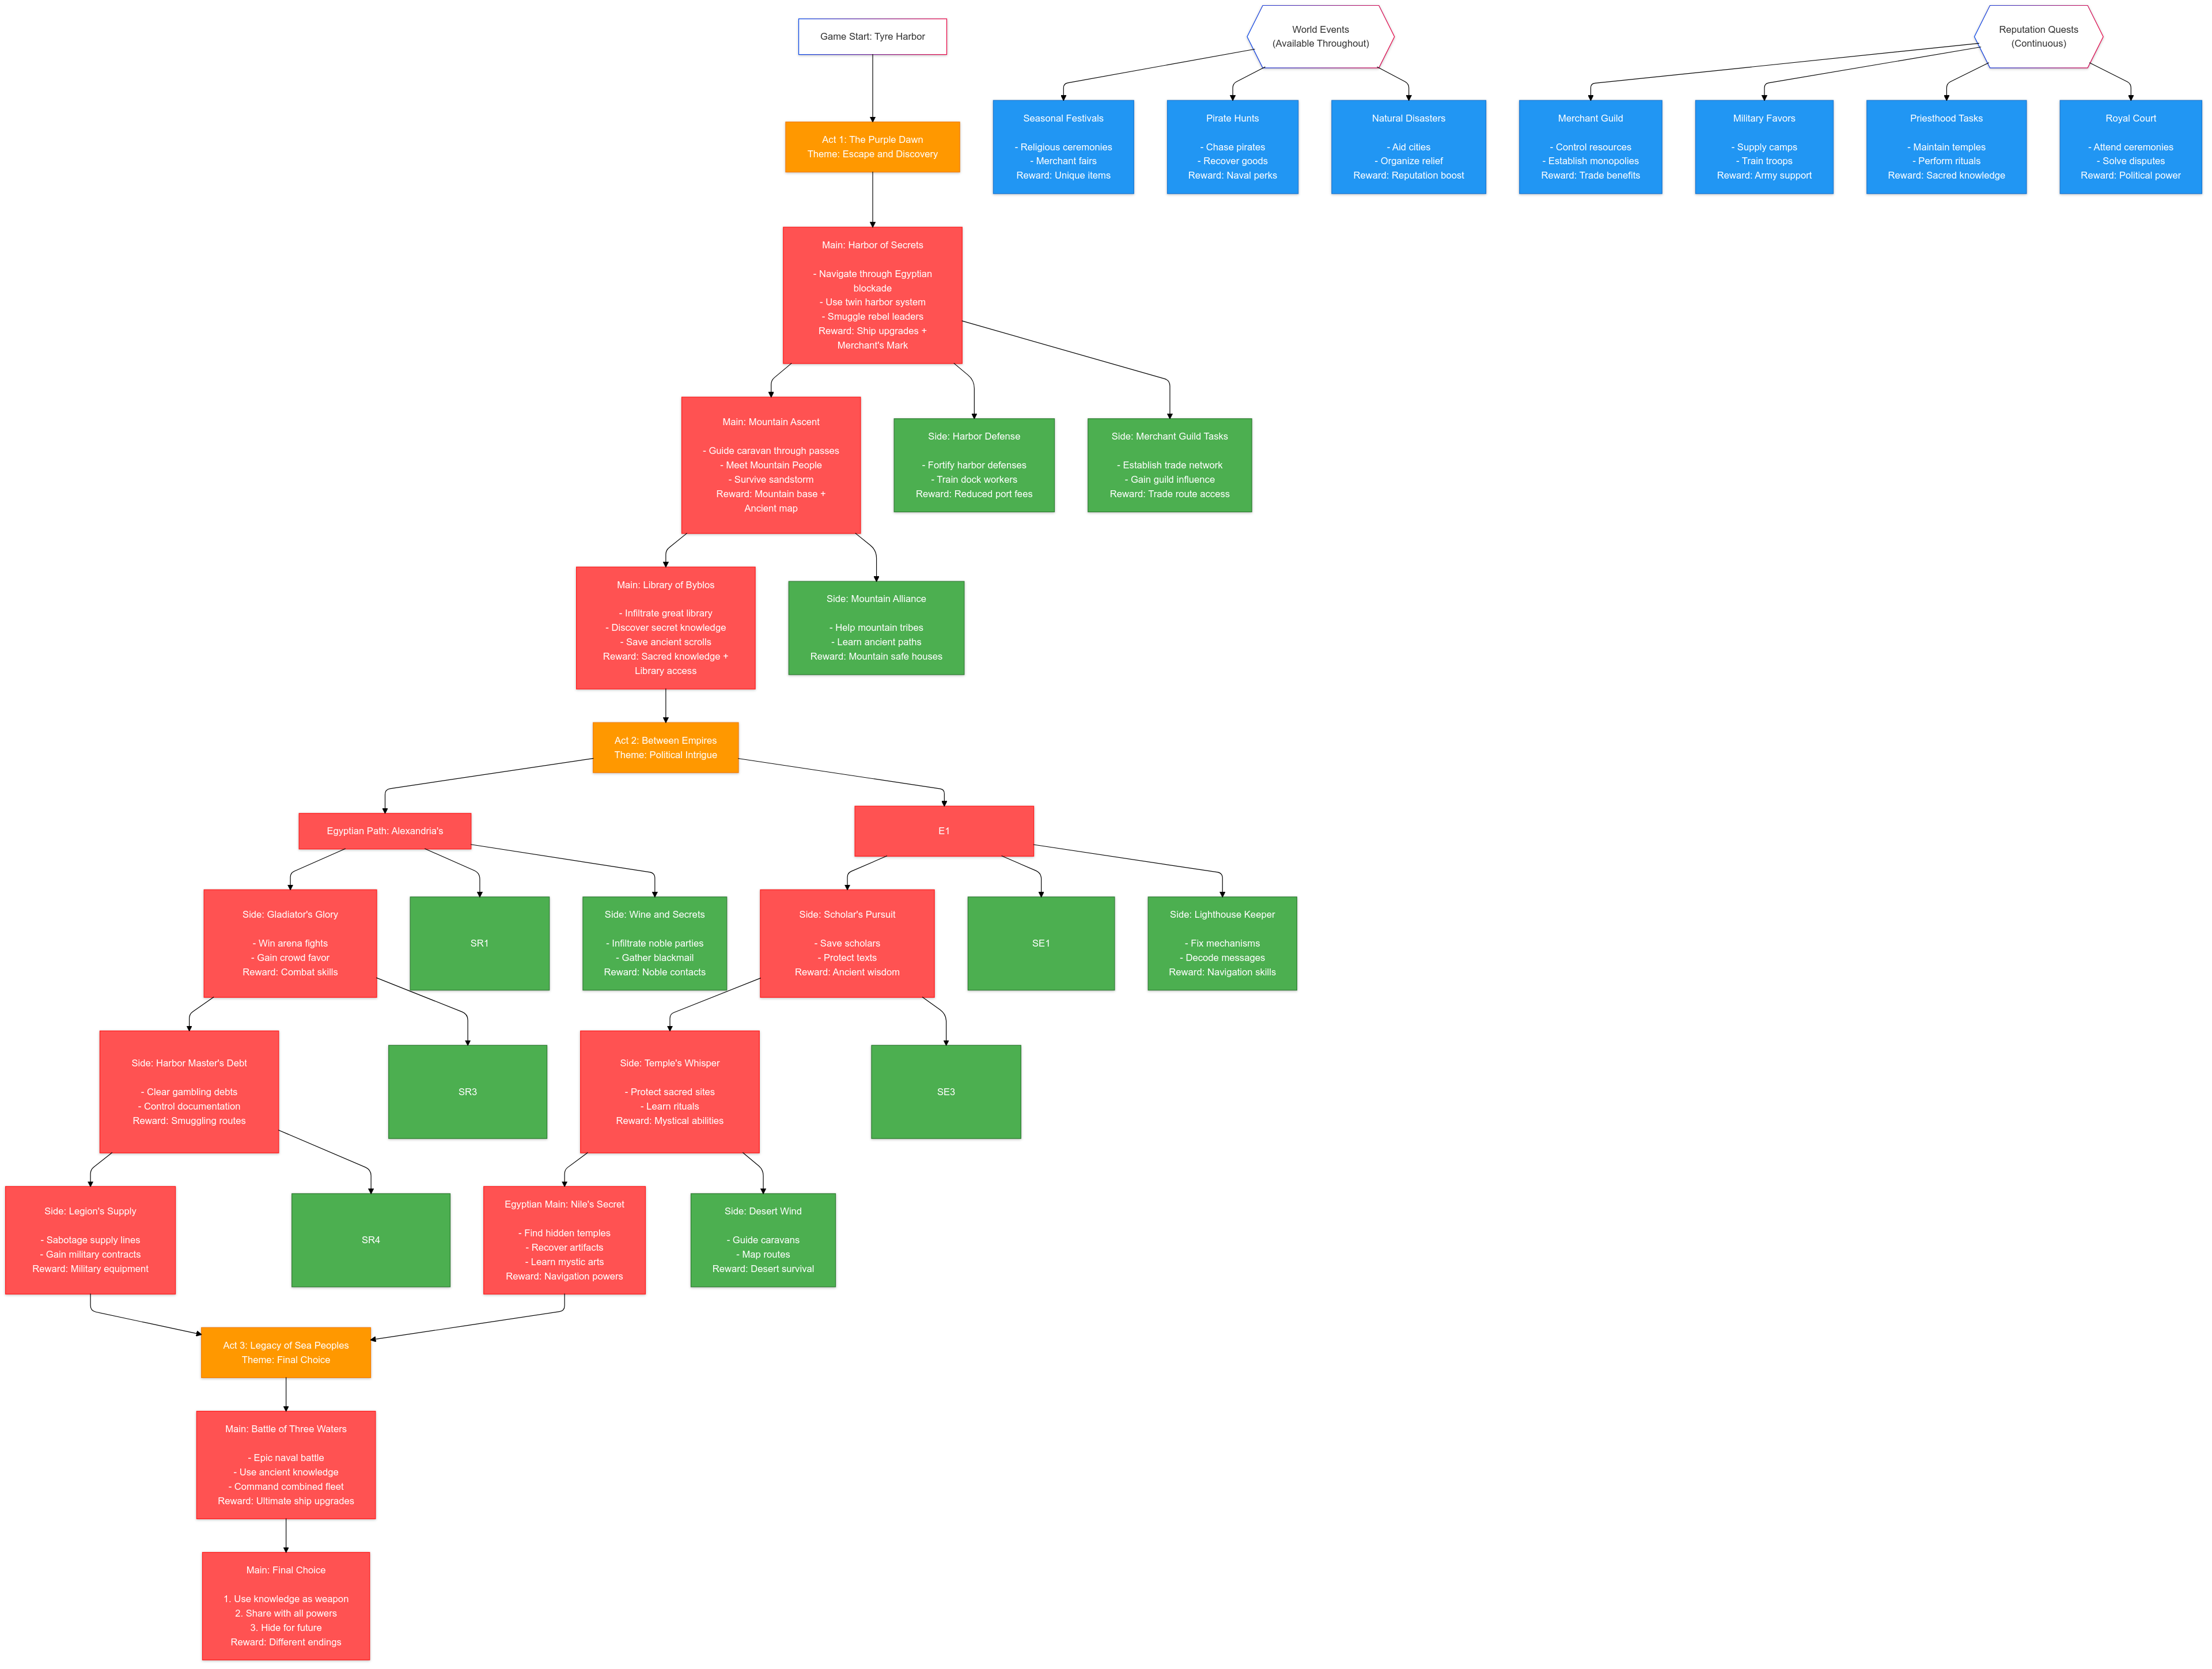 Game Start: Tyre Harbor
World Events
(Available Throughout)
Reputation Quests
(Continuous)
Act 1: The Purple Dawn
Theme: Escape and Discovery
Seasonal Festivals
- Religious ceremonies
- Merchant fairs
Reward: Unique items
Pirate Hunts
- Chase pirates
- Recover goods
Reward: Naval perks
Natural Disasters
- Aid cities
- Organize relief
Reward: Reputation boost
Merchant Guild
- Control resources
- Establish monopolies
Reward: Trade benefits
Military Favors
- Supply camps
- Train troops
Reward: Army support
Priesthood Tasks
- Maintain temples
- Perform rituals
Reward: Sacred knowledge
Royal Court
- Attend ceremonies
- Solve disputes
Reward: Political power
Main: Harbor of Secrets
- Navigate through Egyptian
blockade
- Use twin harbor system
- Smuggle rebel leaders
Reward: Ship upgrades +
Merchant's Mark
Main: Mountain Ascent
- Guide caravan through passes
- Meet Mountain People
- Survive sandstorm
Reward: Mountain base +
Ancient map
Side: Harbor Defense
- Fortify harbor defenses
- Train dock workers
Reward: Reduced port fees
Side: Merchant Guild Tasks
- Establish trade network
- Gain guild influence
Reward: Trade route access
Main: Library of Byblos
- Infiltrate great library
- Discover secret knowledge
- Save ancient scrolls
Reward: Sacred knowledge +
Library access
Side: Mountain Alliance
- Help mountain tribes
- Learn ancient paths
Reward: Mountain safe houses
Act 2: Between Empires
Theme: Political Intrigue
Egyptian Path: Alexandria's
E1
Side: Gladiator's Glory
- Win arena fights
- Gain crowd favor
Reward: Combat skills
SR1
Side: Wine and Secrets
- Infiltrate noble parties
- Gather blackmail
Reward: Noble contacts
Side: Scholar's Pursuit
- Save scholars
- Protect texts
Reward: Ancient wisdom
SE1
Side: Lighthouse Keeper
- Fix mechanisms
- Decode messages
Reward: Navigation skills
Side: Harbor Master's Debt
- Clear gambling debts
- Control documentation
Reward: Smuggling routes
SR3
Side: Temple's Whisper
- Protect sacred sites
- Learn rituals
Reward: Mystical abilities
SE3
Side: Legion's Supply
- Sabotage supply lines
- Gain military contracts
Reward: Military equipment
SR4
Egyptian Main: Nile's Secret
- Find hidden temples
- Recover artifacts
- Learn mystic arts
Reward: Navigation powers
Side: Desert Wind
- Guide caravans
- Map routes
Reward: Desert survival
Act 3: Legacy of Sea Peoples
Theme: Final Choice
Main: Battle of Three Waters
- Epic naval battle
- Use ancient knowledge
- Command combined fleet
Reward: Ultimate ship upgrades
Main: Final Choice
1. Use knowledge as weapon
2. Share with all powers
3. Hide for future
Reward: Different endings